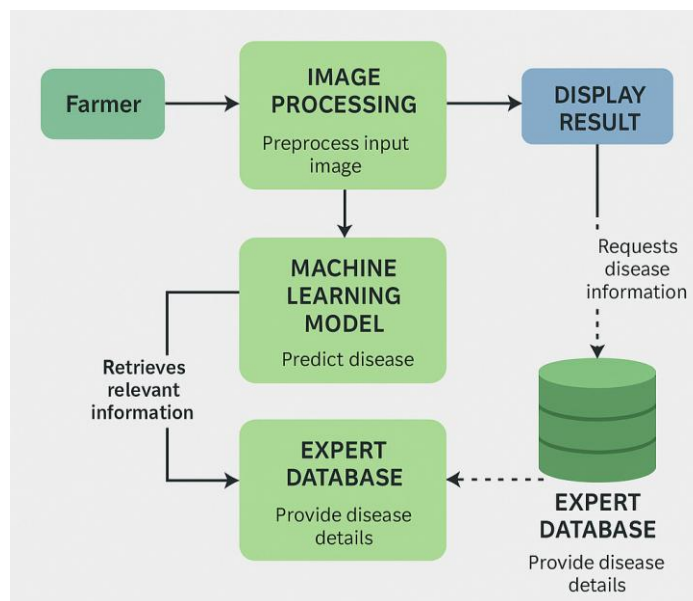 Farmer
IMAGE
PROCESSING
Preprocess input
image
DISPLAY
RESULT
Requests
disease
information
MACHINE
LEARNING
MODEL
Predict disease
Retrieves
relevant
information
EXPERT
DATABASE
Provide disease
details
EXPERT
DATABASE
Provide disease
details